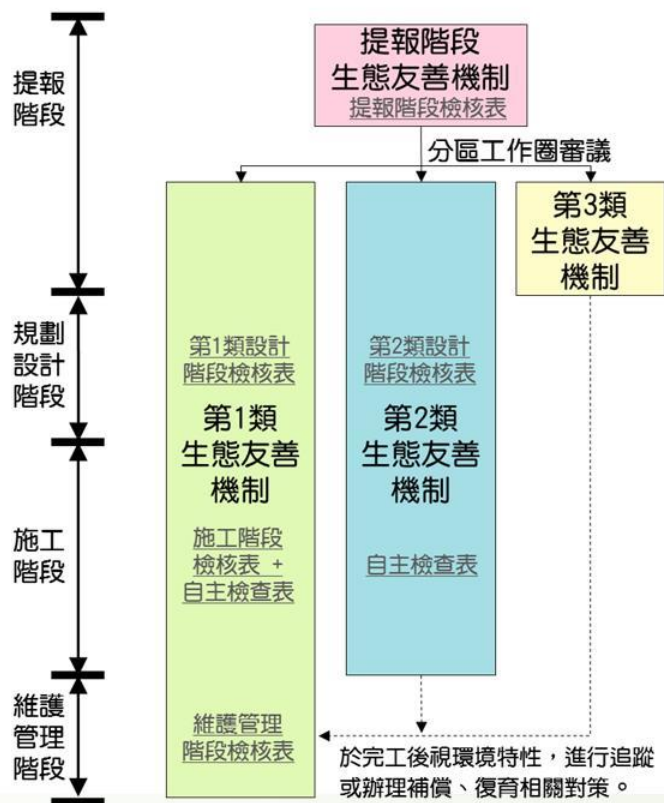 提報
階段
規劃
設計
階段
施工
階段
維護
管理
階段
提報階段
生態友善機制
提報階段檢核表
分區工作圈審議
第1類設計
階段檢核表
第1類
生態友善
機制
施工階段
檢核表 +
自主檢查表
維護管理
階段檢核表
第2類設計
階段檢核表
第2類
生態友善
機制
自主檢查表
第3類
生態友善
機制
於完工後視環境特性，進行追蹤
或辦理補償、復育相關對策。